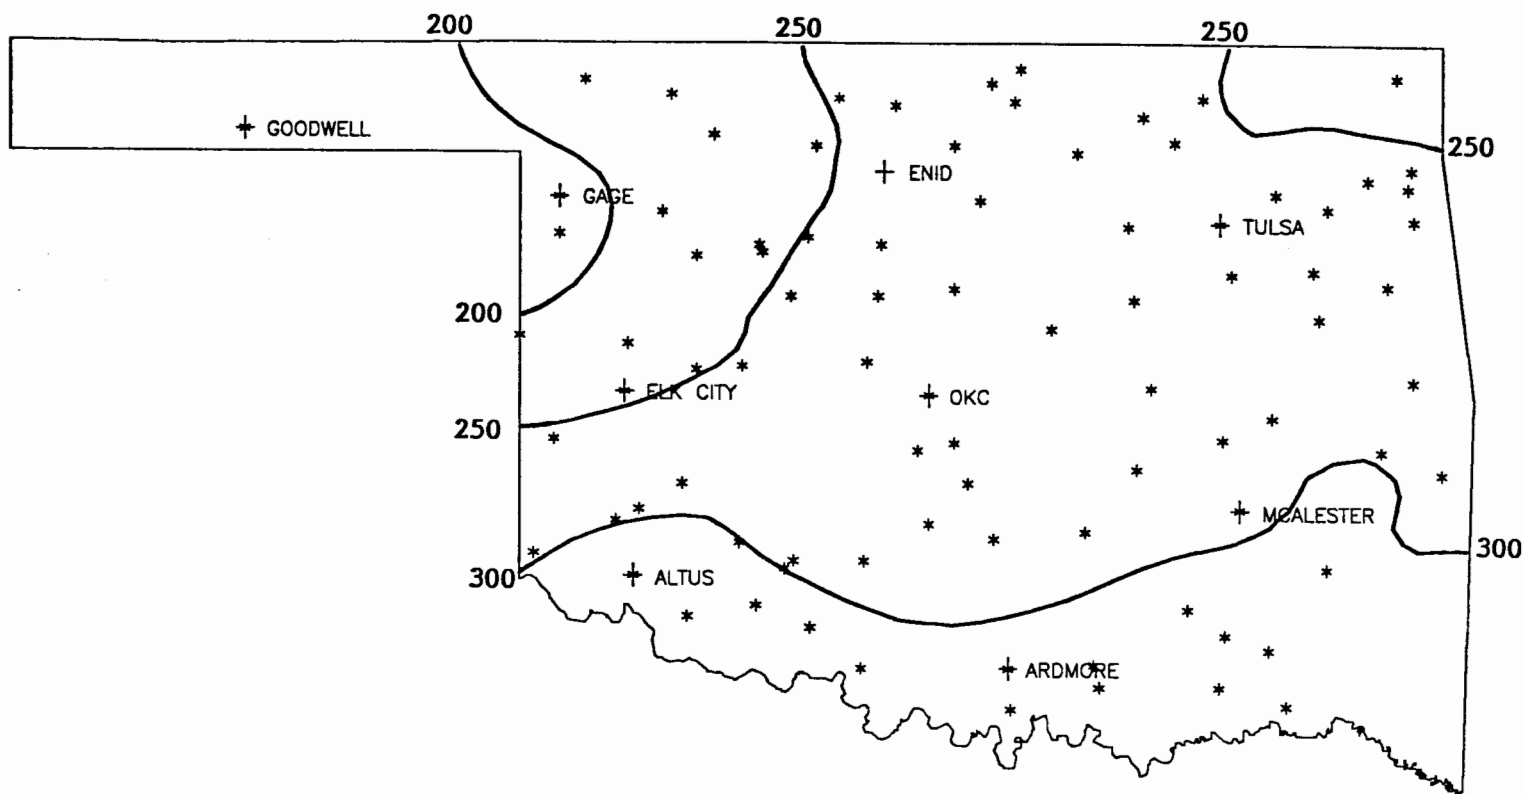 200 250 250
GOODWELL
250
ENID
GAGE
TULSA
200
ELK CITY
OKC
250
MCALESTER
300
300
ALTUS
ARDMORE